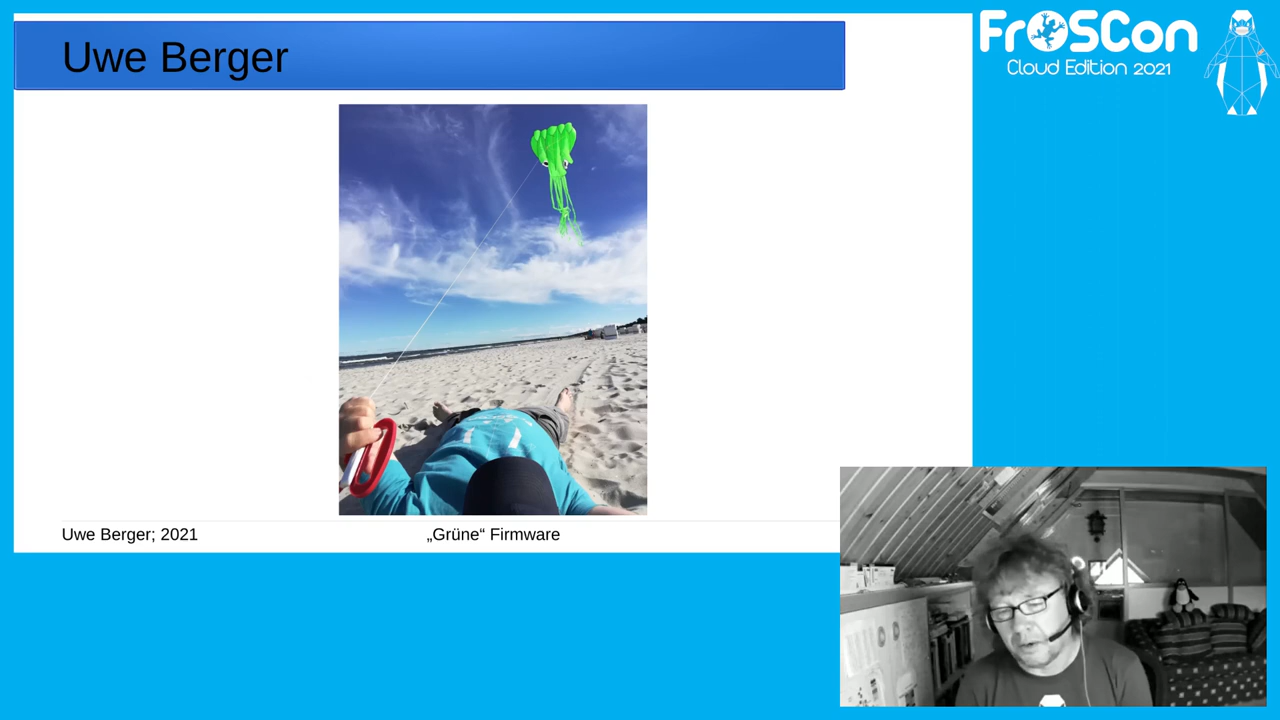 Uwe Berger
FrOSCon
Cloud Edition 2021
Uwe Berger; 2021
„Grüne“ Firmware